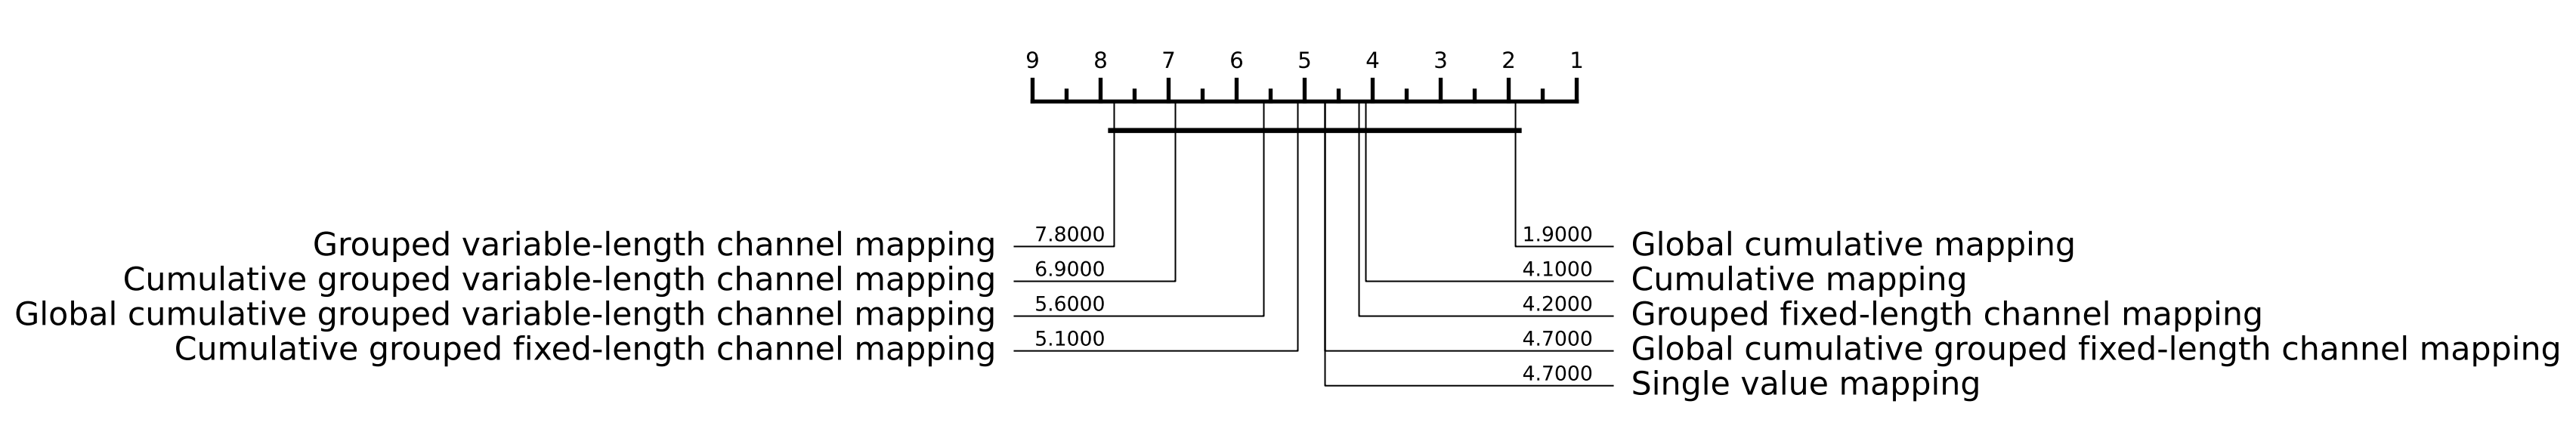 9 8 7 6 5 4 3 2 1
7.8000 1.9000
Grouped variable-length channel mapping Global cumulative mapping
6.9000 4.1000
Cumulative grouped variable-length channel mapping Cumulative mapping
5.6000 4.2000
Global cumulative grouped variable-length channel mapping Grouped fixed-length channel mapping
5.1000 4.7000
Cumulative grouped fixed-length channel mapping Global cumulative grouped fixed-length channel mapping
4.7000
Single value mapping